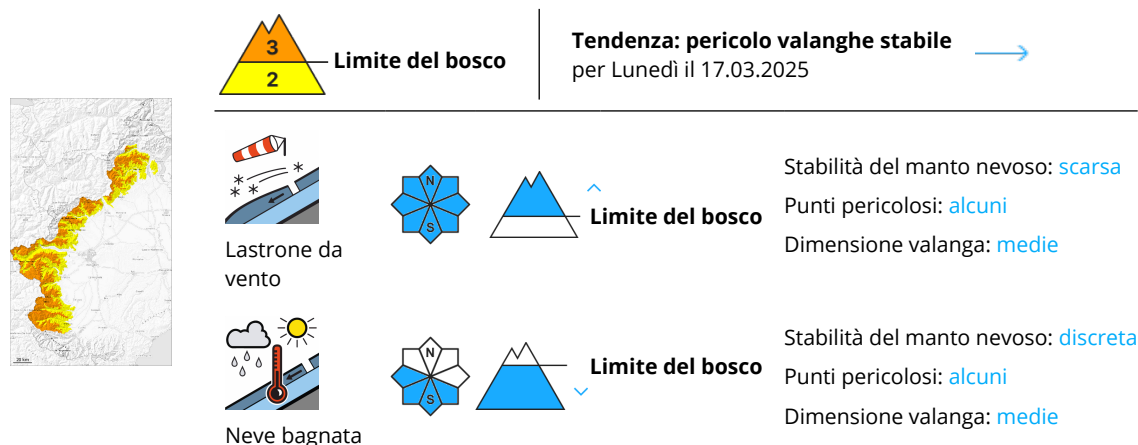 3
2
Limite del bosco
Tendenza: pericolo valanghe stabile
per Lunedì il 17.03.2025
20 km
N
S
Limite del bosco
Lastrone da
vento
Stabilità del manto nevoso: scarsa
Punti pericolosi: alcuni
Dimensione valanga: medie
N
S
Limite del bosco
Neve bagnata
Stabilità del manto nevoso: discreta
Punti pericolosi: alcuni
Dimensione valanga: medie